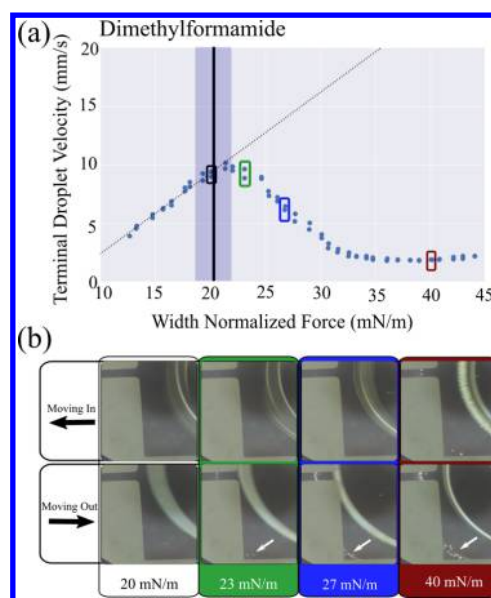 (a) Dimethylformamide
Terminal Droplet Velocity (mm/s)
20
15
10
5
0
10 15 20 25 30 35 40 45
Width Normalized Force (mN/m)
(b)
Moving In
Moving Out
20 mN/m 23 mN/m 27 mN/m 40 mN/m